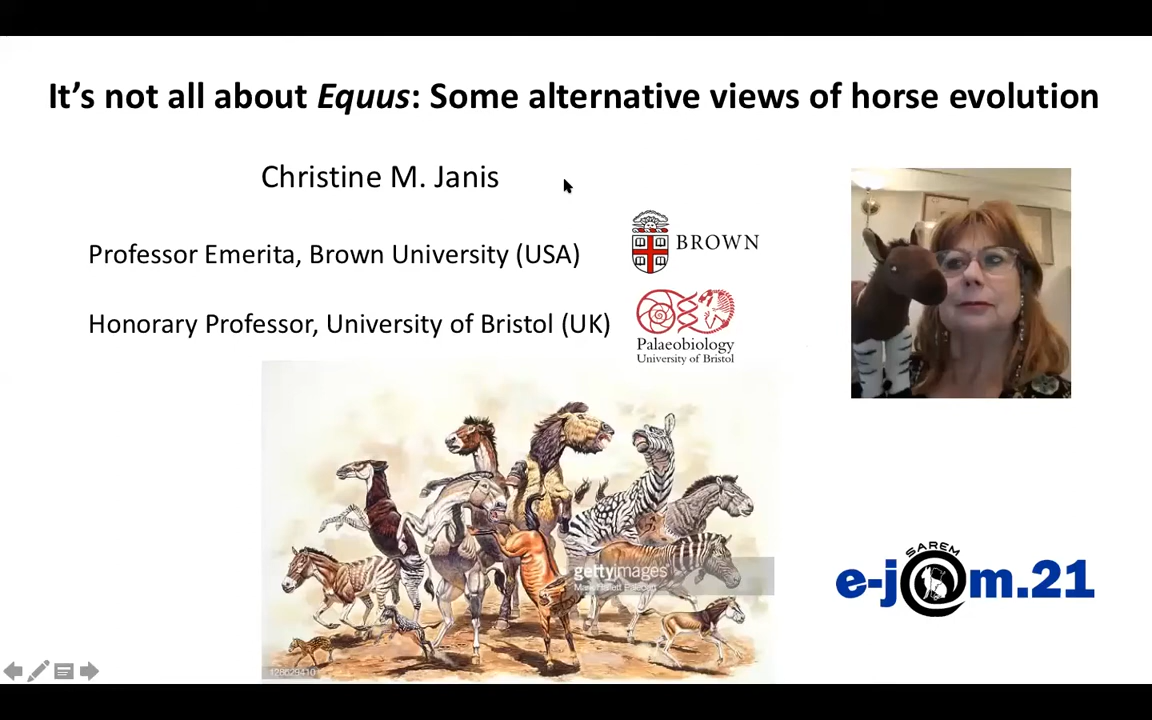 It's not all about Equus: Some alternative views of horse evolution
Christine M. Janis
Professor Emerita, Brown University (USA)
BROWN
Honorary Professor, University of Bristol (UK)
Palaeobiology
University of Bristol
gettyimages
SAREM
e-j@m.21
128629410